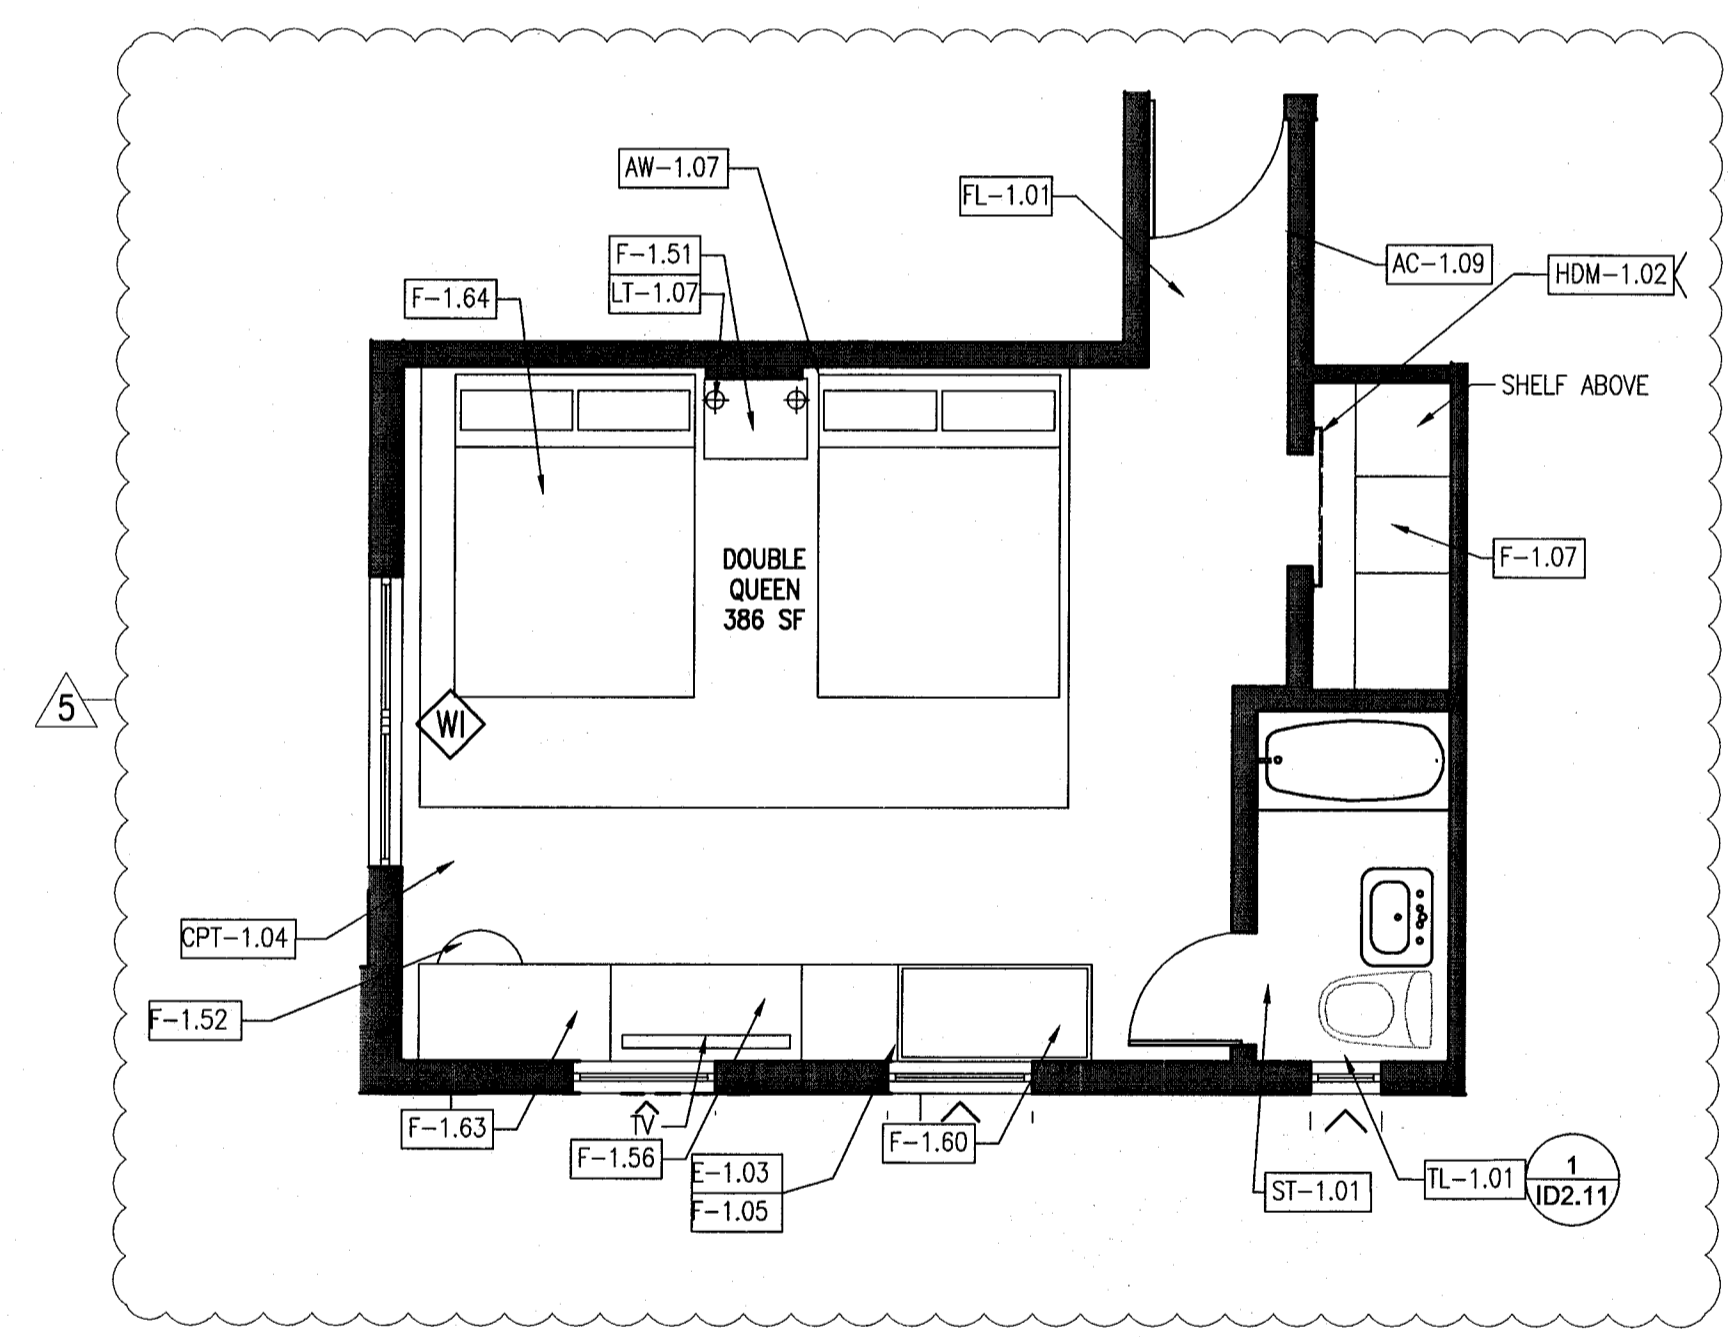 AW-1.07
FL-1.01
F-1.51
LT-1.07
F-1.64
AC-1.09
HDM-1.02
SHELF ABOVE
F-1.07
DOUBLE
QUEEN
386 SF
5
WI
CPT-1.04
F-1.52
F-1.63
TV
F-1.56
E-1.03
F-1.05
F-1.60
ST-1.01
TL-1.01
1
ID2.11